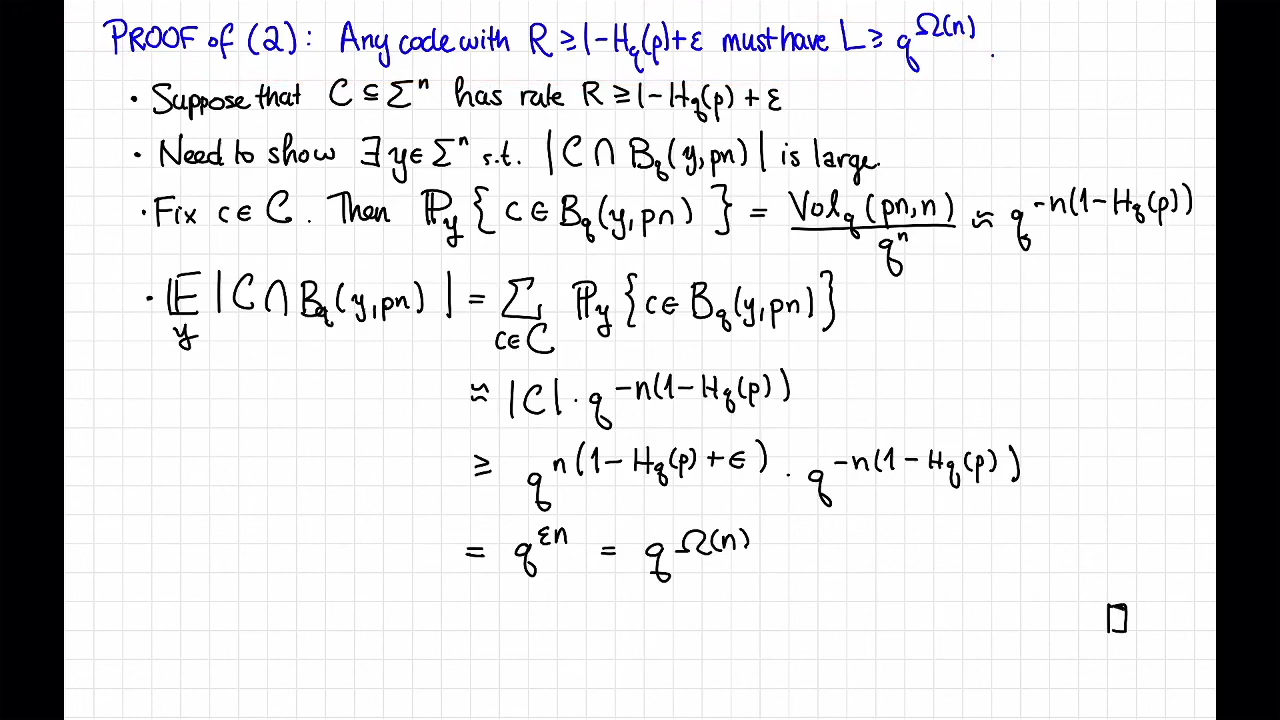 PROOF of (2): Any code with R ≥ 1-H_q(p)+ε must have L ≥ q^{Ω(n)}.
• Suppose that C ⊆ Σ^n has rate R ≥ 1-H_q(p) + ε
• Need to show ∃ y ∈ Σ^n s.t. |C ∩ B_q(y,pn)| is large.
• Fix c ∈ C. Then ℙ_y { c ∈ B_q(y,pn) } = Vol_q(pn,n) / q^n ≈ q^{-n(1-H_q(p))}
• 𝔼_y |C ∩ B_q(y,pn)| = Σ_{c∈C} ℙ_y {c ∈ B_q(y,pn)}
≈ |C| · q^{-n(1-H_q(p))}
≥ q^{n(1-H_q(p)+ϵ)} · q^{-n(1-H_q(p))}
= q^{εn} = q^{Ω(n)}
□